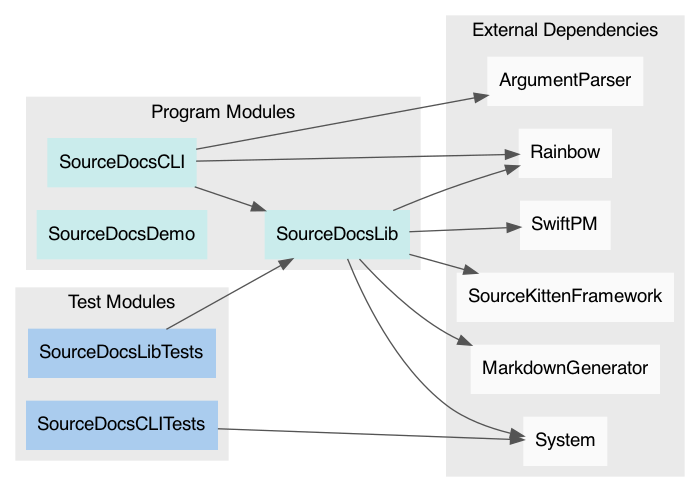 External Dependencies
ArgumentParser
Program Modules
SourceDocsCLI
Rainbow
SourceDocsDemo
SourceDocsLib
SwiftPM
Test Modules
SourceKittenFramework
SourceDocsLibTests
MarkdownGenerator
SourceDocsCLITests
System